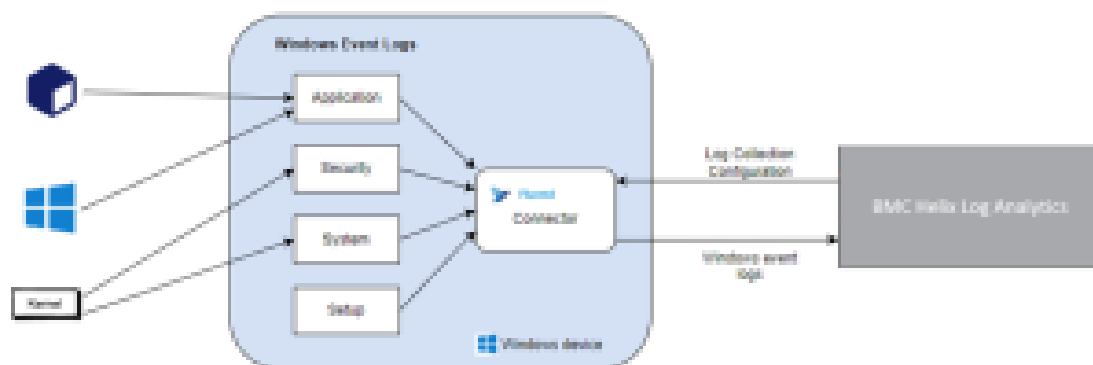 Windows Event Logs
Application
Security
System
Setup
Kernel
fluentd
Connector
Log Collection
Configuration
BMC Helix Log Analytics
Windows event
logs
Windows device